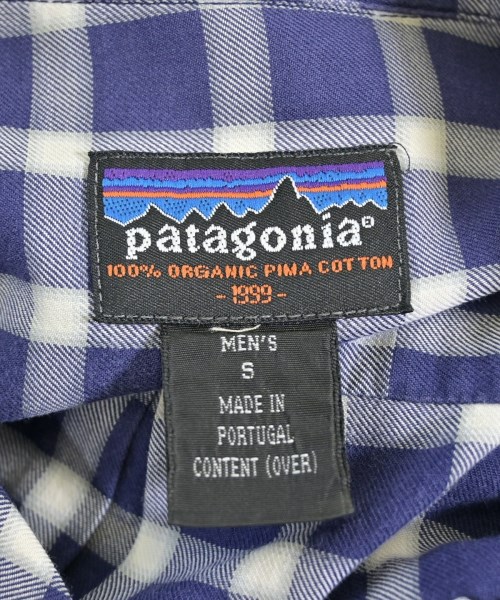 patagonia®
100% ORGANIC PIMA COTTON
- 1999 -
MEN'S
S
MADE IN
PORTUGAL
CONTENT (OVER)